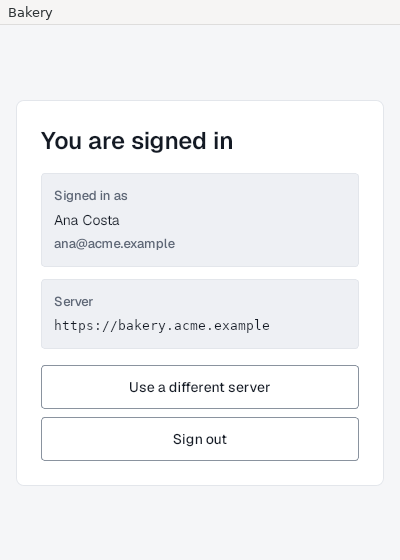 Bakery
You are signed in
Signed in as
Ana Costa
ana@acme.example
Server
https://bakery.acme.example
Use a different server
Sign out